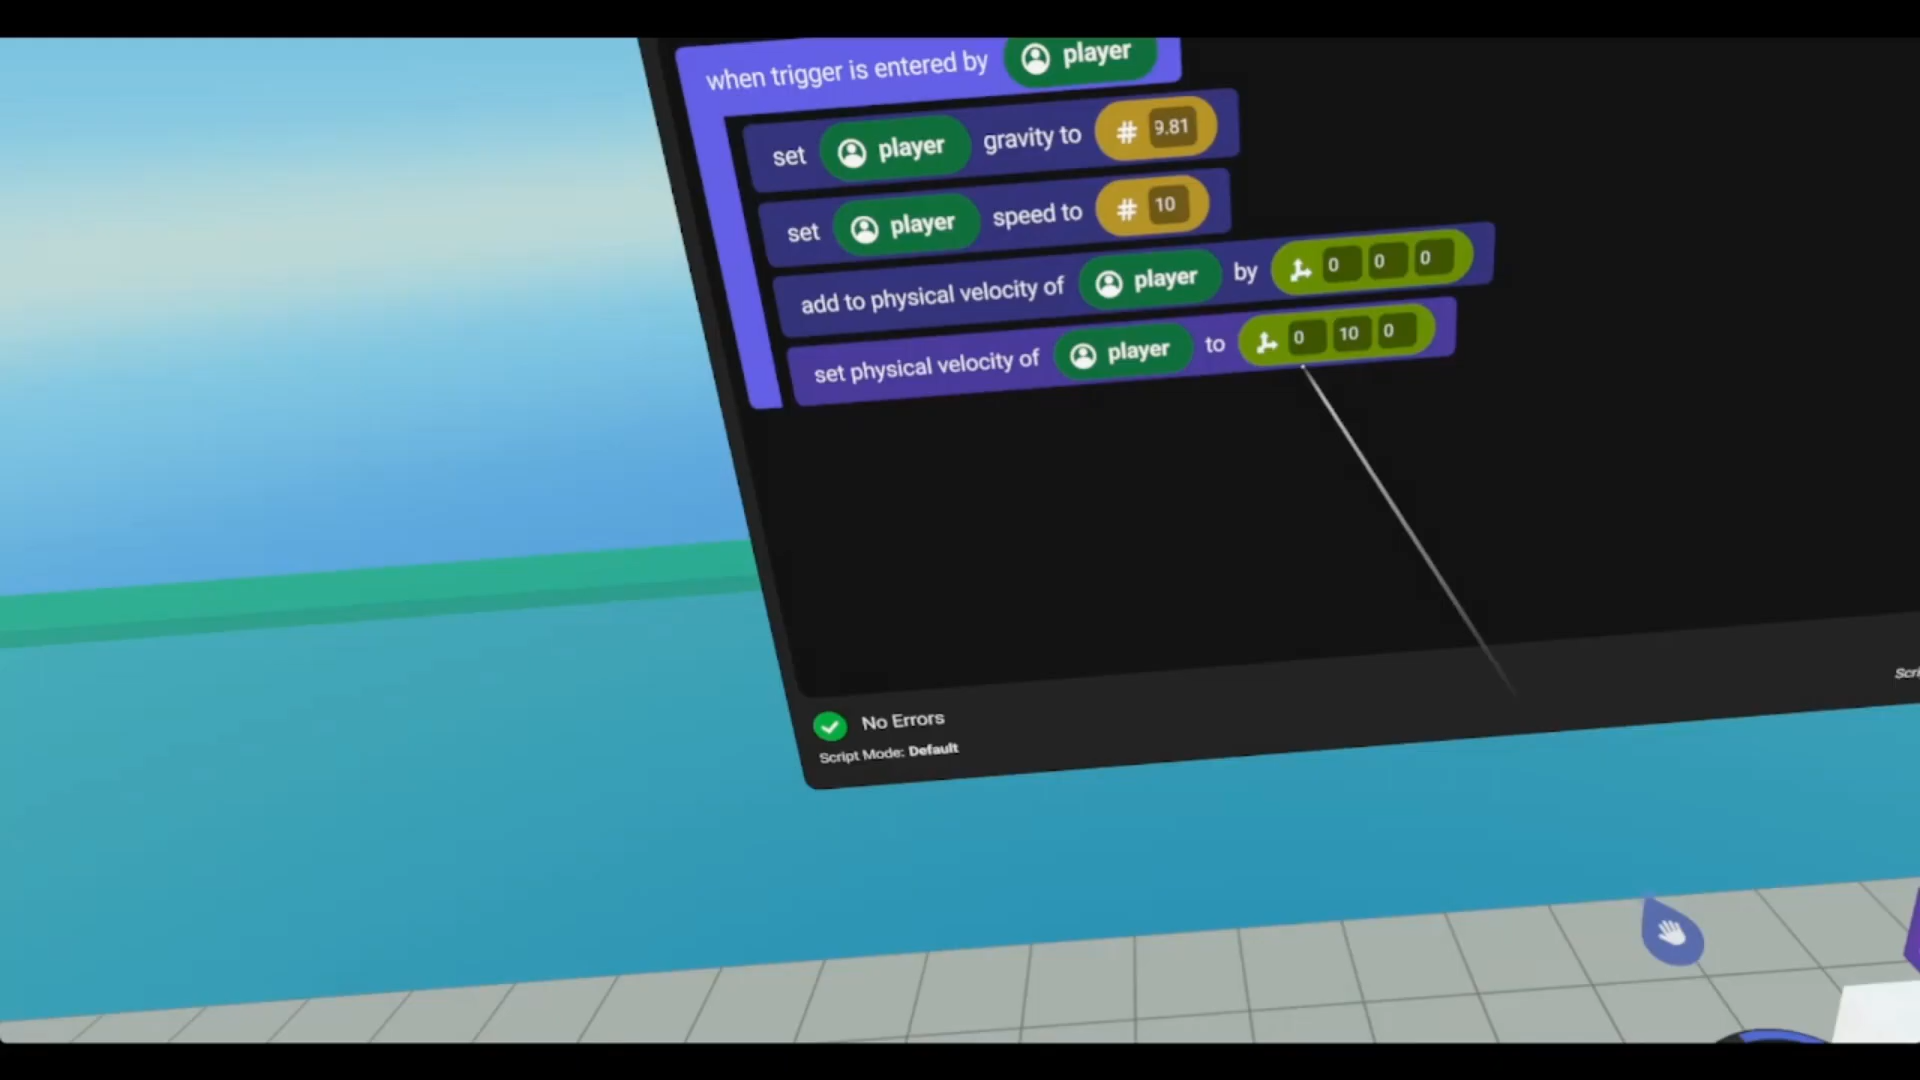 when trigger is entered by player
set player gravity to # 9.81
set player speed to # 10
add to physical velocity of player by 0 0 0
set physical velocity of player to 0 10 0
No Errors
Script Mode: Default